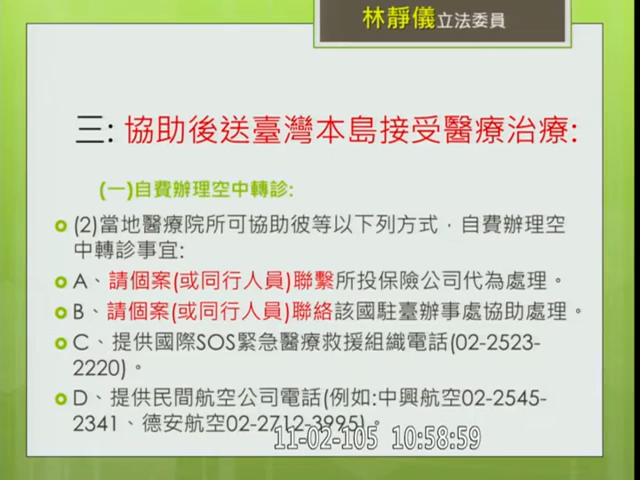 林靜儀立法委員
三: 協助後送臺灣本島接受醫療治療:
(一)自費辦理空中轉診:
(2)當地醫療院所可協助彼等以下列方式，自費辦理空
中轉診事宜:
A、請個案(或同行人員)聯繫所投保險公司代為處理。
B、請個案(或同行人員)聯絡該國駐臺辦事處協助處理。
C、提供國際SOS緊急醫療救援組織電話(02-2523-
2220)。
D、提供民間航空公司電話(例如:中興航空02-2545-
2341、德安航空02-2712-3995)。
11-02-105 10:58:59